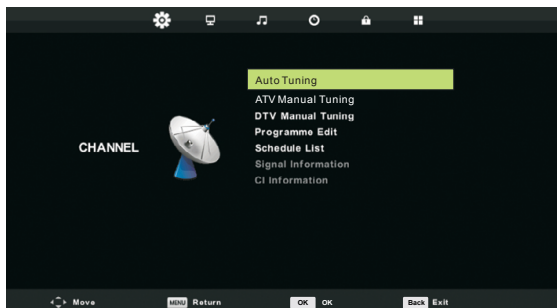 Auto Tuning
ATV Manual Tuning
DTV Manual Tuning
Programme Edit
CHANNEL
Schedule List
Signal Information
CI Information
Move MENU Return OK OK Back Exit